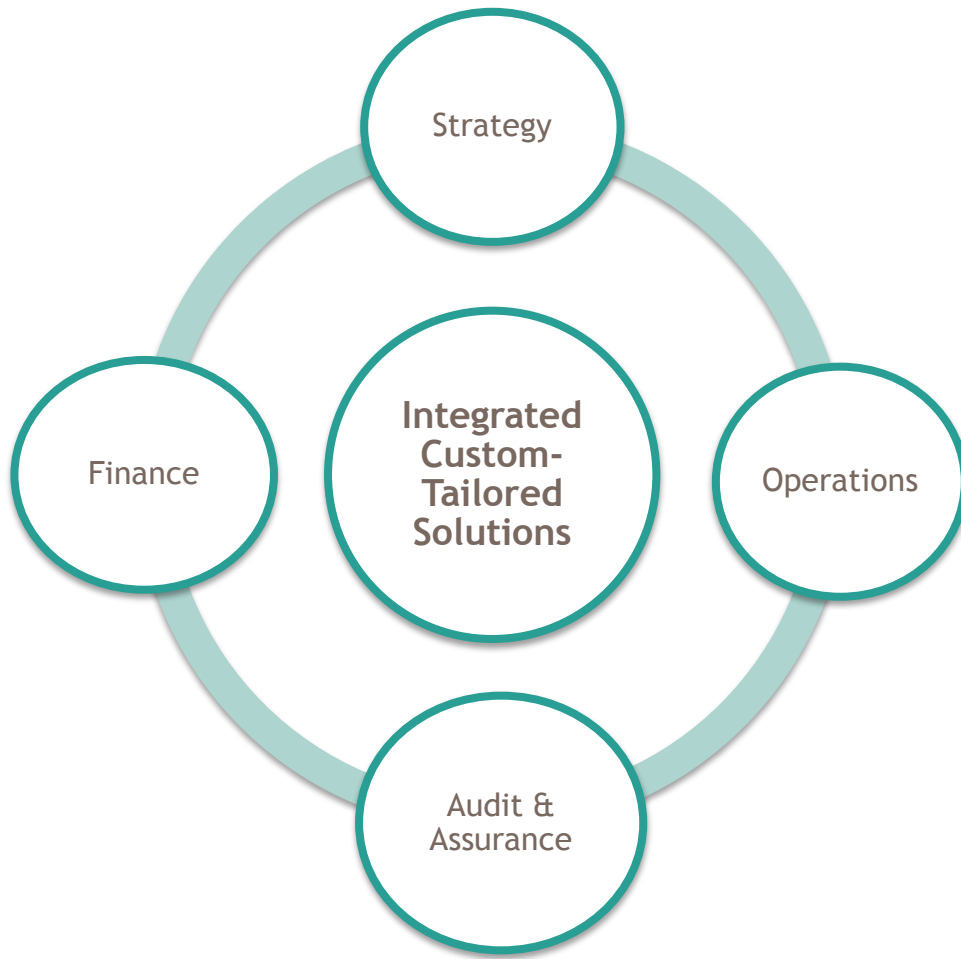 Strategy
Finance
Integrated
Custom-
Tailored
Solutions
Operations
Audit &
Assurance